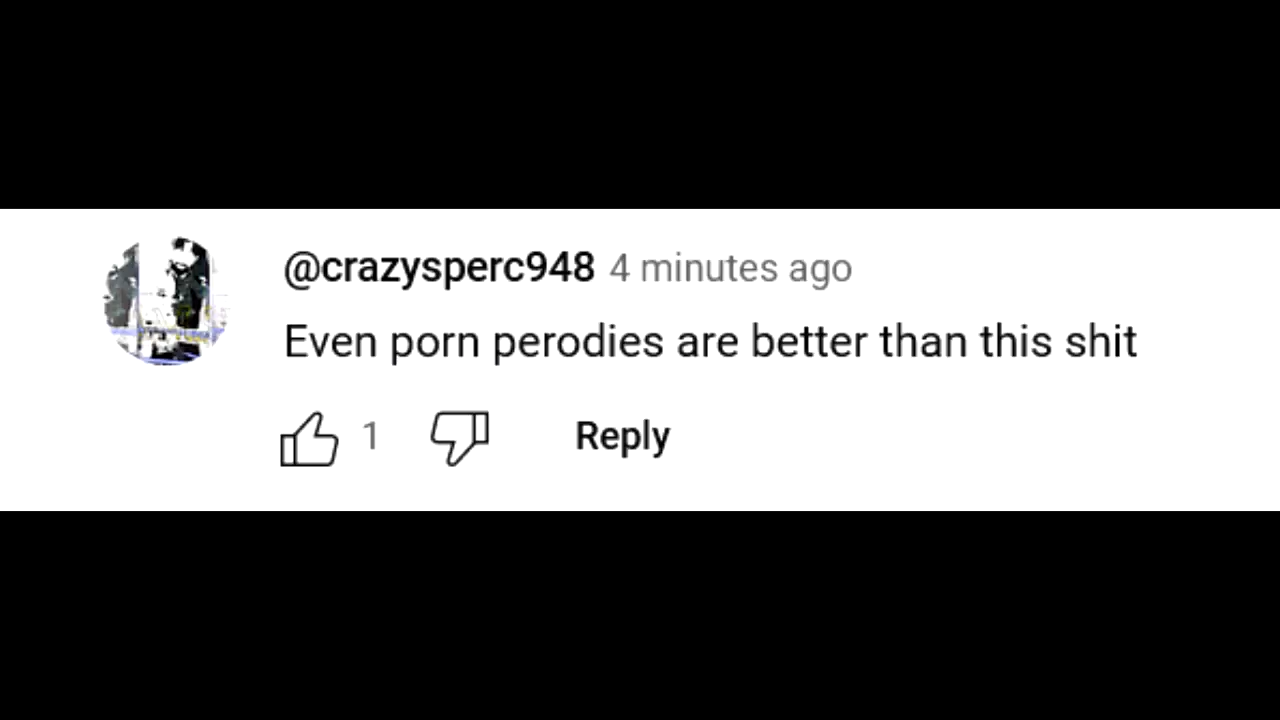 @crazysperc948 4 minutes ago
Even porn perodies are better than this shit
1 Reply